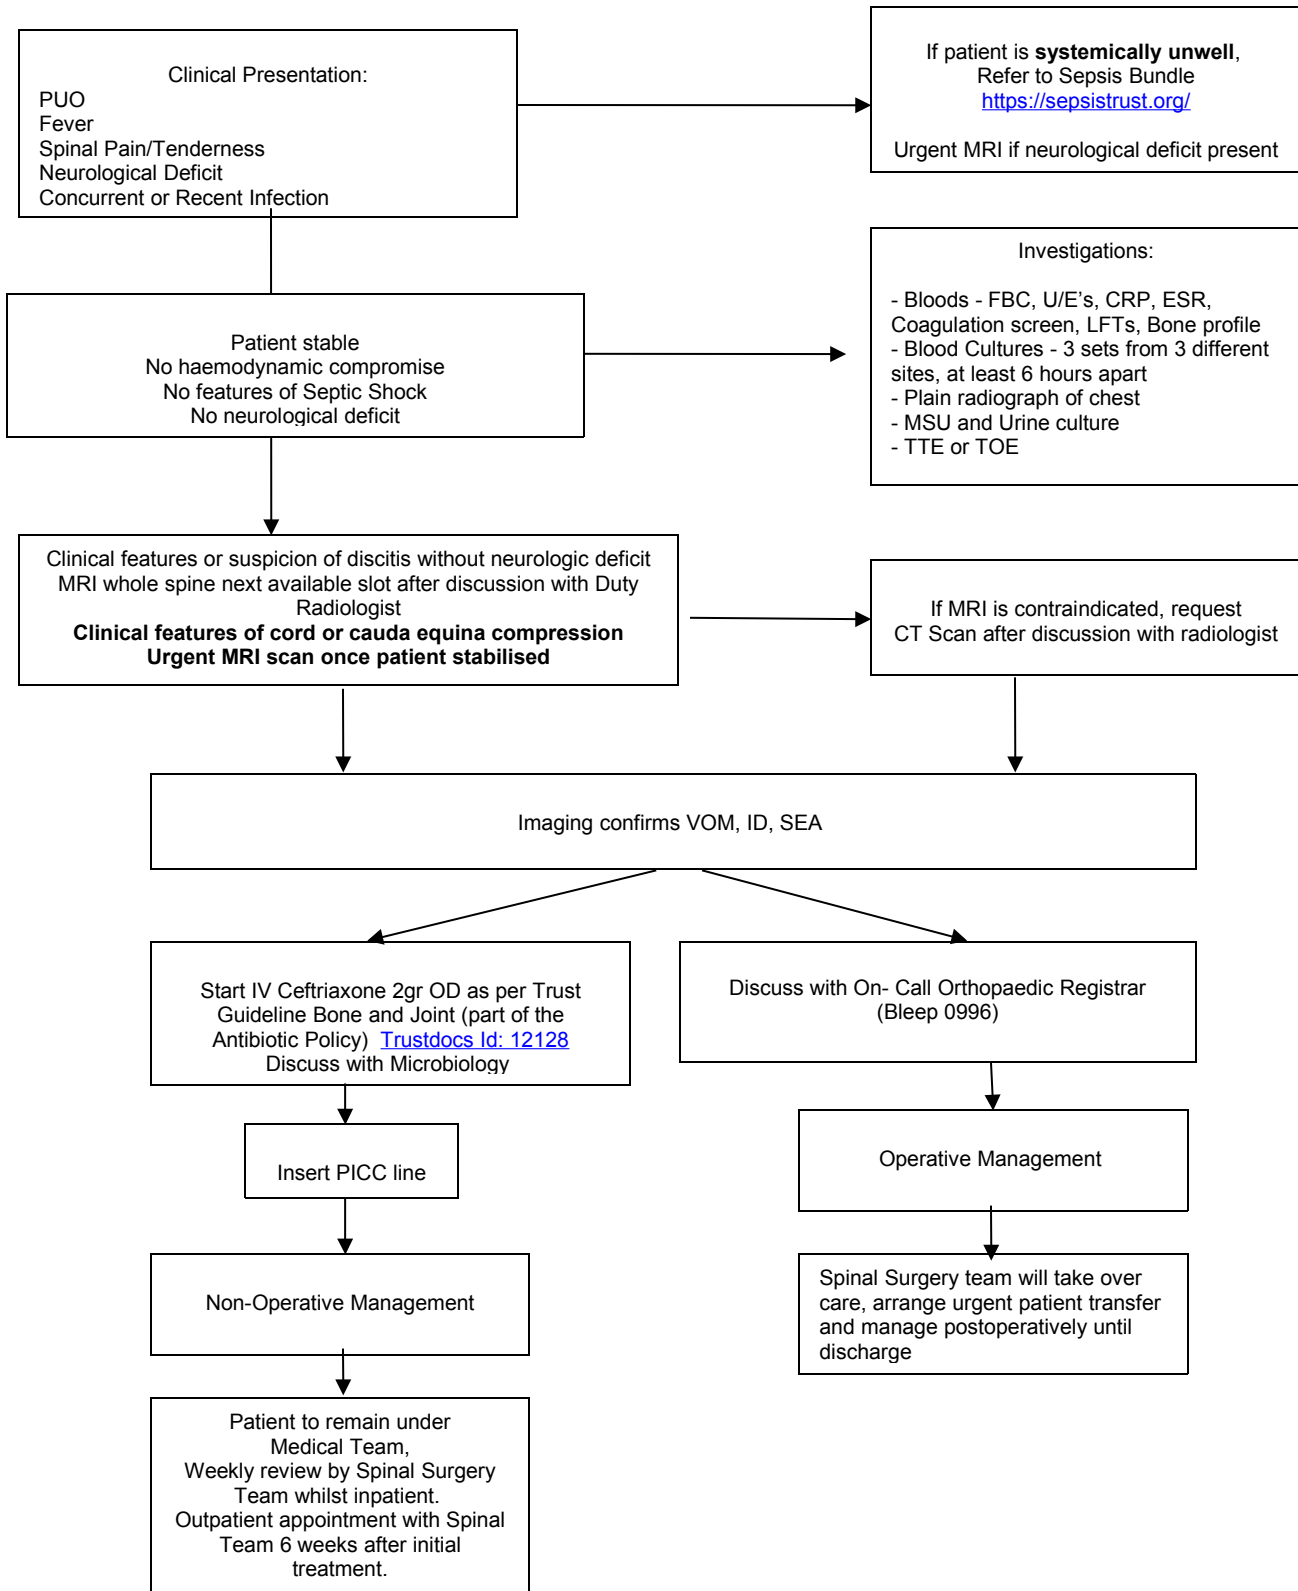 Clinical Presentation:
PUO
Fever
Spinal Pain/Tenderness
Neurological Deficit
Concurrent or Recent Infection
If patient is systemically unwell,
Refer to Sepsis Bundle
https://sepsistrust.org/
Urgent MRI if neurological deficit present
Patient stable
No haemodynamic compromise
No features of Septic Shock
No neurological deficit
Investigations:
- Bloods - FBC, U/E’s, CRP, ESR,
Coagulation screen, LFTs, Bone profile
- Blood Cultures - 3 sets from 3 different
sites, at least 6 hours apart
- Plain radiograph of chest
- MSU and Urine culture
- TTE or TOE
Clinical features or suspicion of discitis without neurologic deficit
MRI whole spine next available slot after discussion with Duty
Radiologist
Clinical features of cord or cauda equina compression
Urgent MRI scan once patient stabilised
If MRI is contraindicated, request
CT Scan after discussion with radiologist
Imaging confirms VOM, ID, SEA
Start IV Ceftriaxone 2gr OD as per Trust
Guideline Bone and Joint (part of the
Antibiotic Policy) Trustdocs Id: 12128
Discuss with Microbiology
Discuss with On- Call Orthopaedic Registrar
(Bleep 0996)
Insert PICC line
Operative Management
Non-Operative Management
Spinal Surgery team will take over
care, arrange urgent patient transfer
and manage postoperatively until
discharge
Patient to remain under
Medical Team,
Weekly review by Spinal Surgery
Team whilst inpatient.
Outpatient appointment with Spinal
Team 6 weeks after initial
treatment.